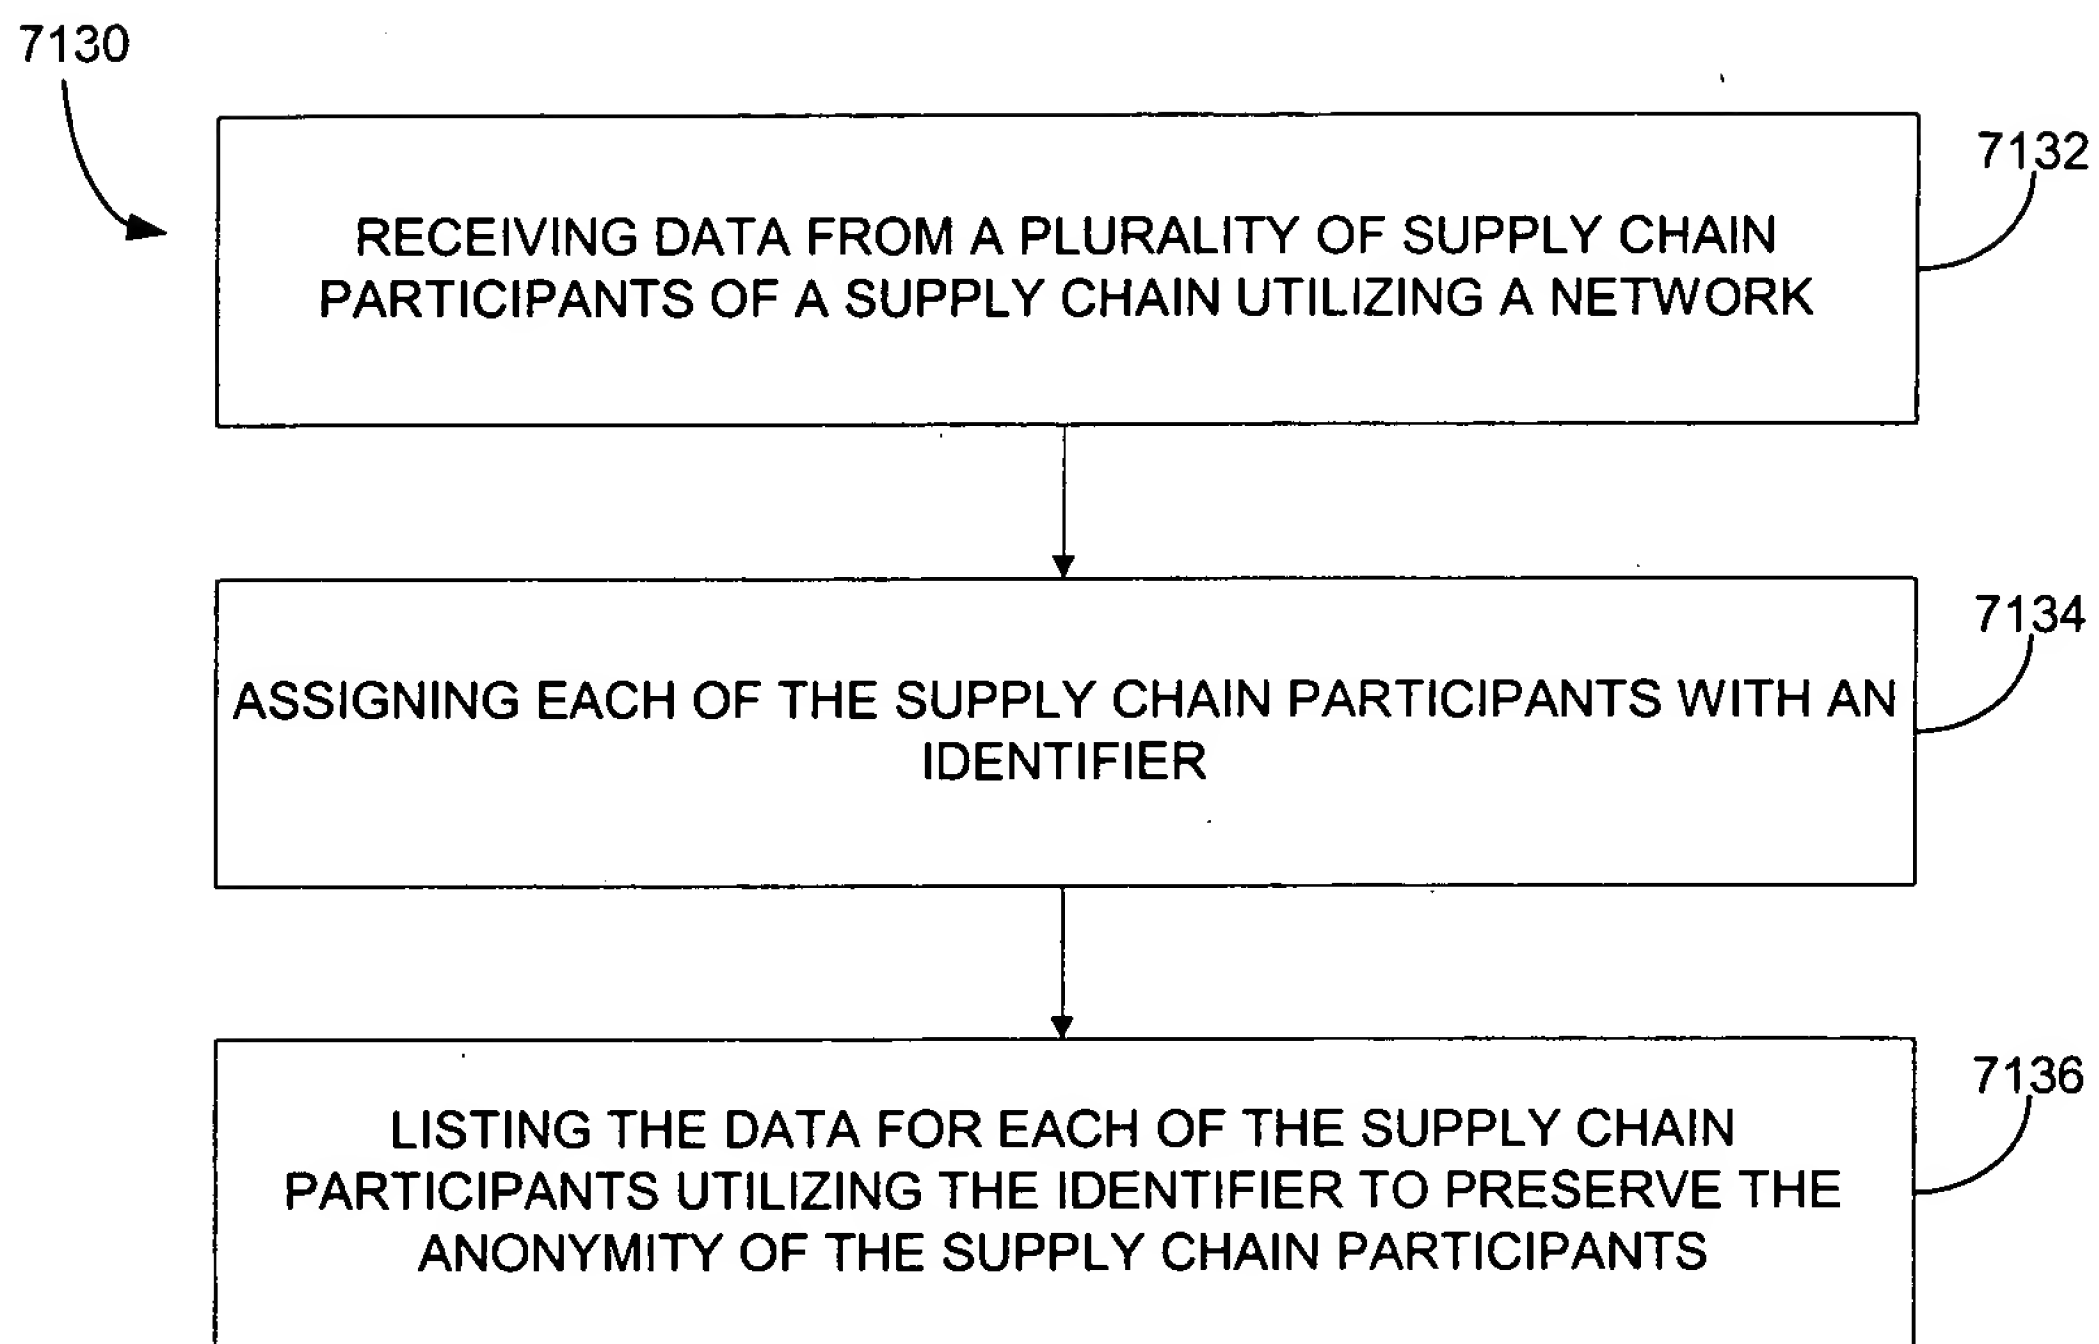 7130
7132
RECEIVING DATA FROM A PLURALITY OF SUPPLY CHAIN
PARTICIPANTS OF A SUPPLY CHAIN UTILIZING A NETWORK
7134
ASSIGNING EACH OF THE SUPPLY CHAIN PARTICIPANTS WITH AN
IDENTIFIER
7136
LISTING THE DATA FOR EACH OF THE SUPPLY CHAIN
PARTICIPANTS UTILIZING THE IDENTIFIER TO PRESERVE THE
ANONYMITY OF THE SUPPLY CHAIN PARTICIPANTS